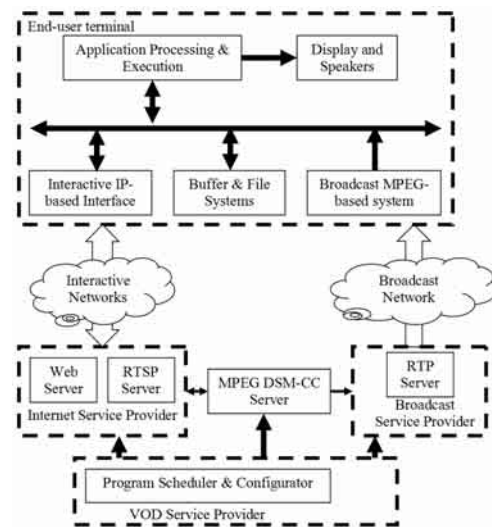 End-user terminal
Application Processing &
Execution
Display and
Speakers
Interactive IP-
based Interface
Buffer & File
Systems
Broadcast MPEG-
based system
Interactive
Networks
Broadcast
Network
Web
Server
RTSP
Server
Internet Service Provider
MPEG DSM-CC
Server
RTP
Server
Broadcast
Service Provider
Program Scheduler & Configurator
VOD Service Provider